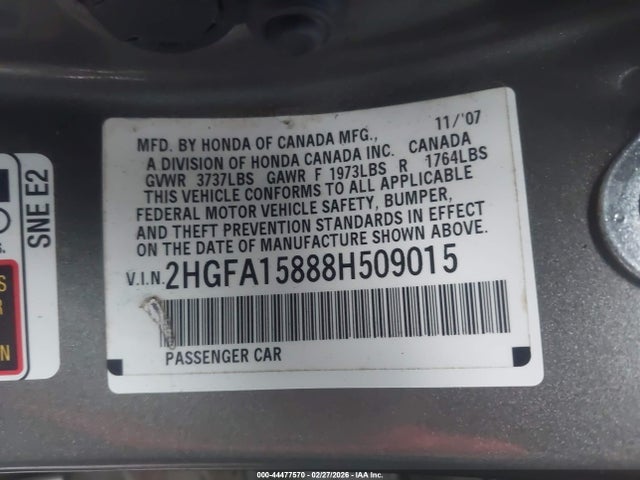 11/'07
MFD. BY HONDA OF CANADA MFG.,
A DIVISION OF HONDA CANADA INC. CANADA
GVWR 3737LBS GAWR F 1973LBS R 1764LBS
THIS VEHICLE CONFORMS TO ALL APPLICABLE
FEDERAL MOTOR VEHICLE SAFETY, BUMPER,
AND THEFT PREVENTION STANDARDS IN EFFECT
ON THE DATE OF MANUFACTURE SHOWN ABOVE.
V.I.N. 2HGFA15888H509015
PASSENGER CAR
SNE E2
s.
S
R
N
000-44477570 - 02/27/2026 - IAA Inc.